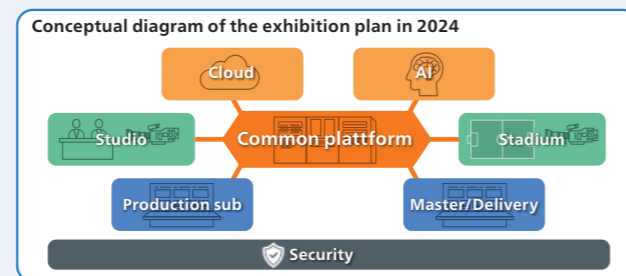 Conceptual diagram of the exhibition plan in 2024
Cloud
AI
Studio
Common plattform
Stadium
Production sub
Master/Delivery
Security